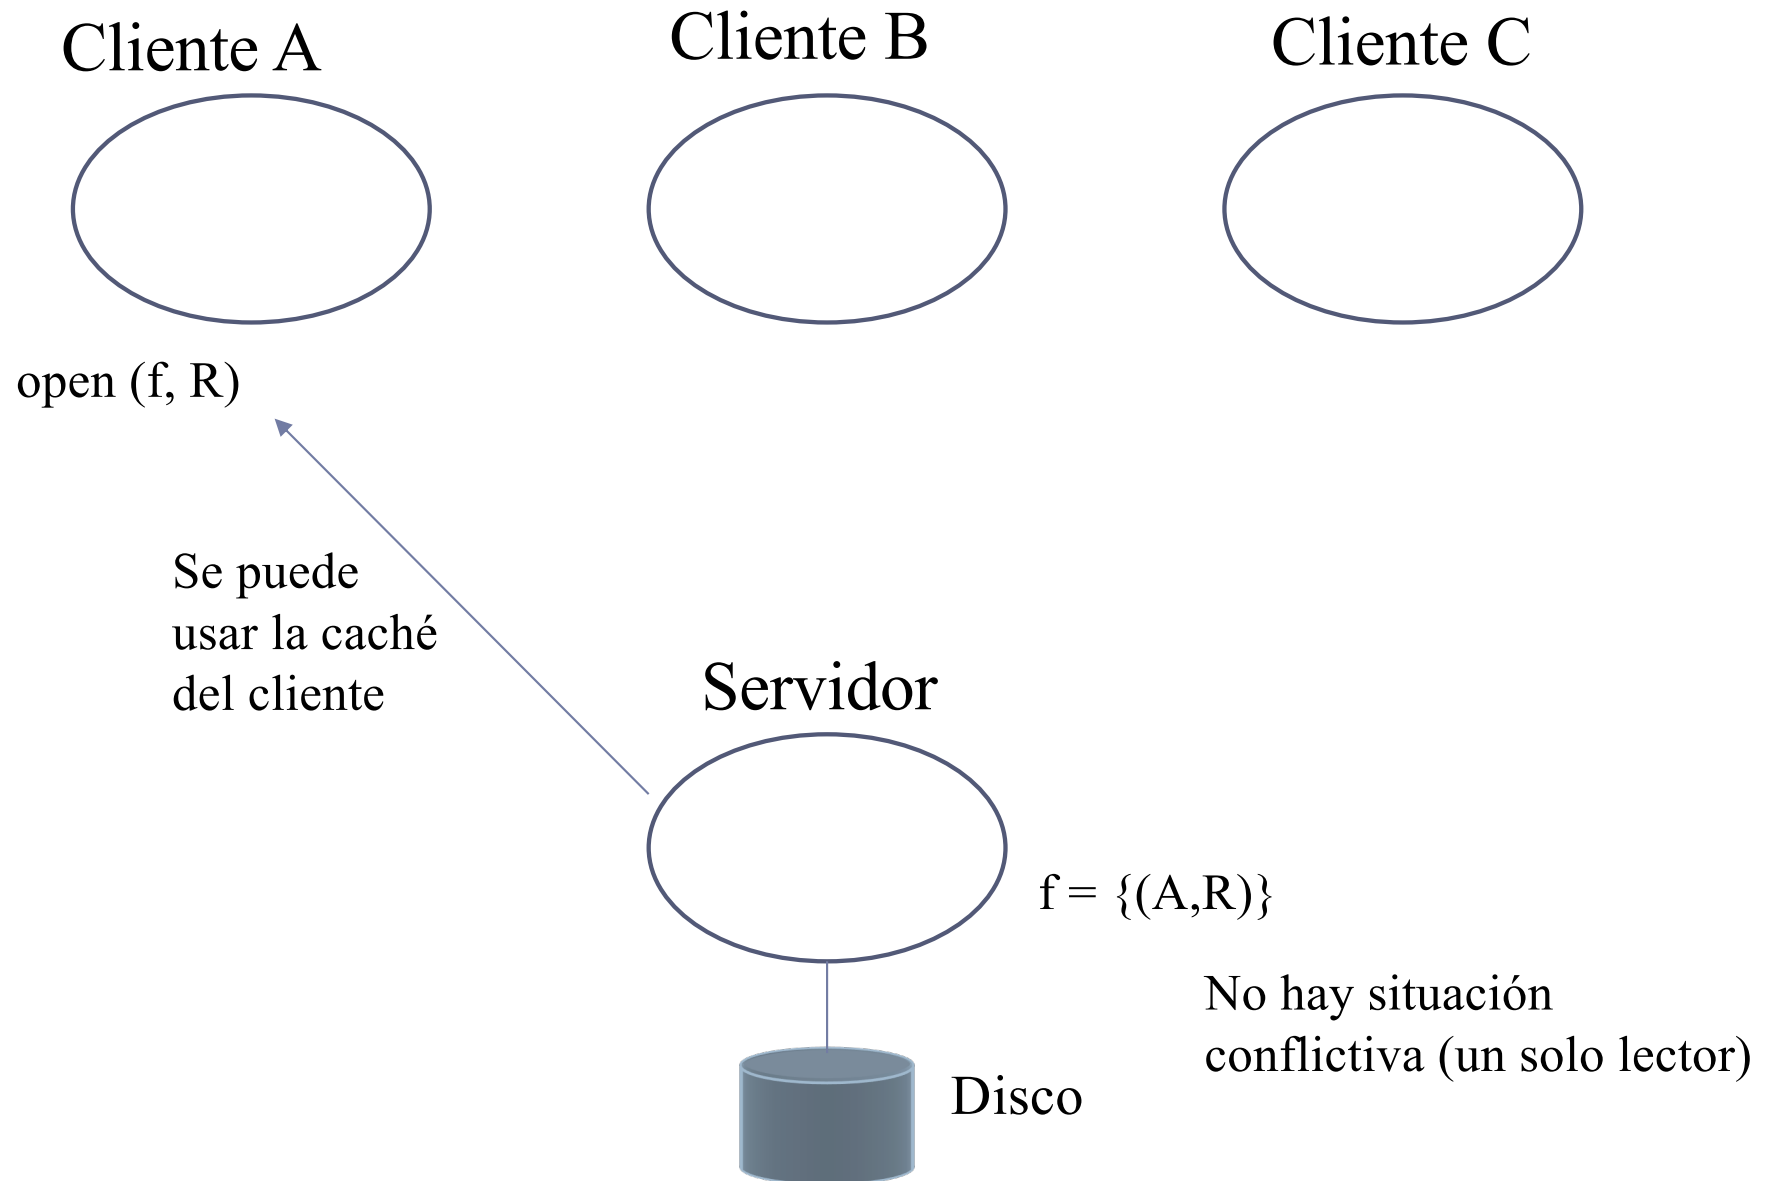 Cliente A
Cliente B
Cliente C
open (f, R)
Se puede
usar la caché
del cliente
Servidor
f = {(A,R)}
No hay situación
conflictiva (un solo lector)
Disco